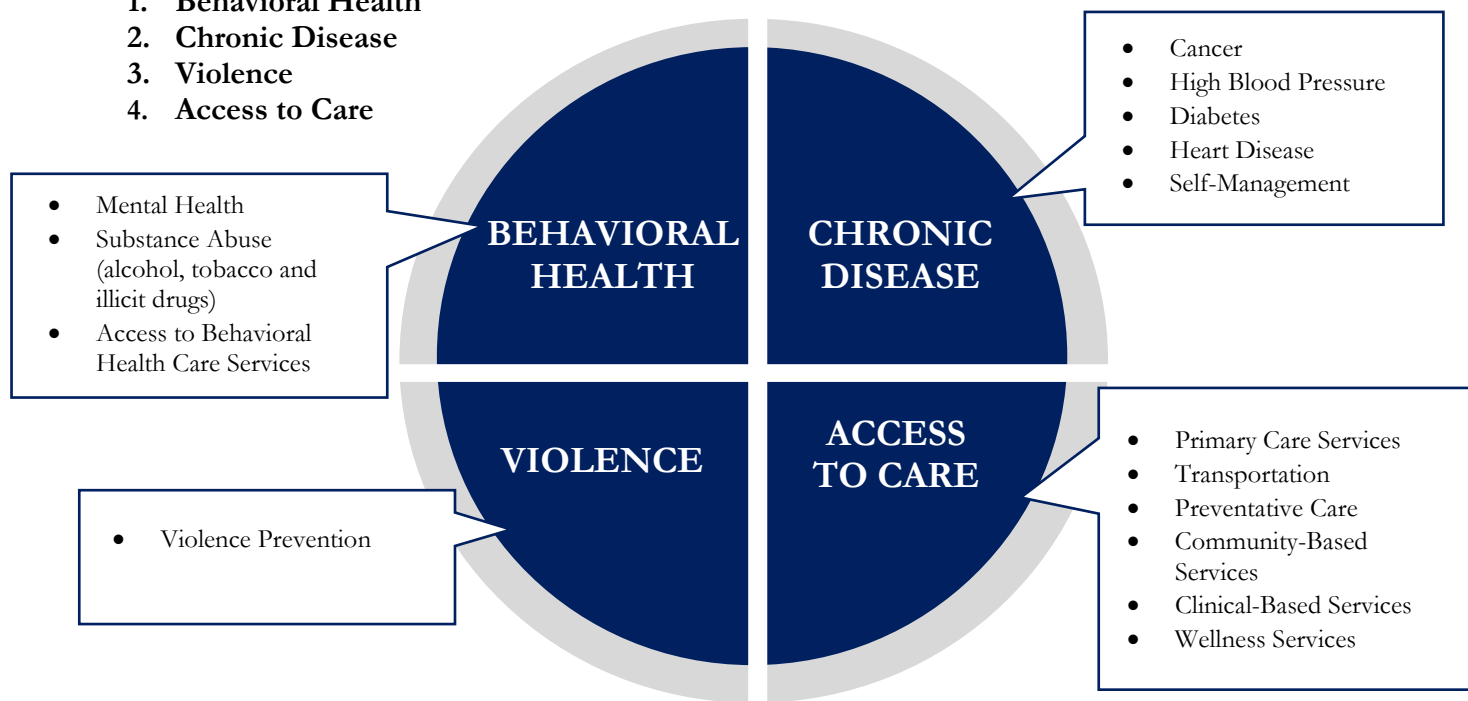 1. Behavioral Health
2. Chronic Disease
3. Violence
4. Access to Care
• Cancer
• High Blood Pressure
• Diabetes
• Heart Disease
• Self-Management
• Mental Health
• Substance Abuse
(alcohol, tobacco and
illicit drugs)
• Access to Behavioral
Health Care Services
BEHAVIORAL
HEALTH
CHRONIC
DISEASE
VIOLENCE
ACCESS
TO CARE
• Violence Prevention
• Primary Care Services
• Transportation
• Preventative Care
• Community-Based
Services
• Clinical-Based Services
• Wellness Services